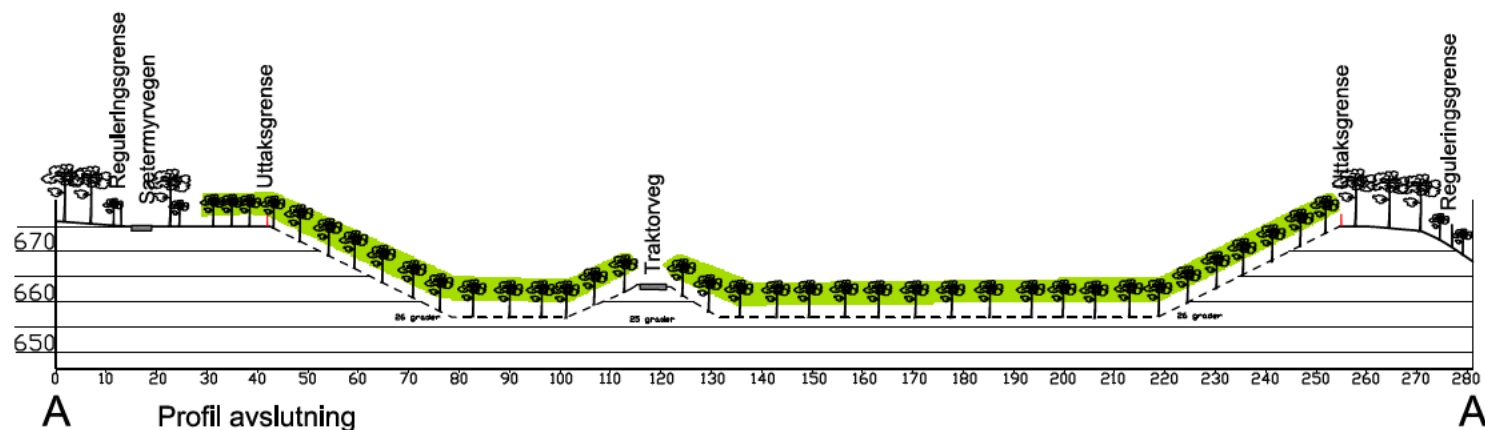 Reguleringsgrense
Sætermyrvegen
Uttaksgrense
Traktorveg
Uttaksgrense
Reguleringsgrense
670
660
650
26 grader
25 grader
26 grader
0 10 20 30 40 50 60 70 80 90 100 110 120 130 140 150 160 170 180 190 200 210 220 230 240 250 260 270 280
A Profil avslutning A